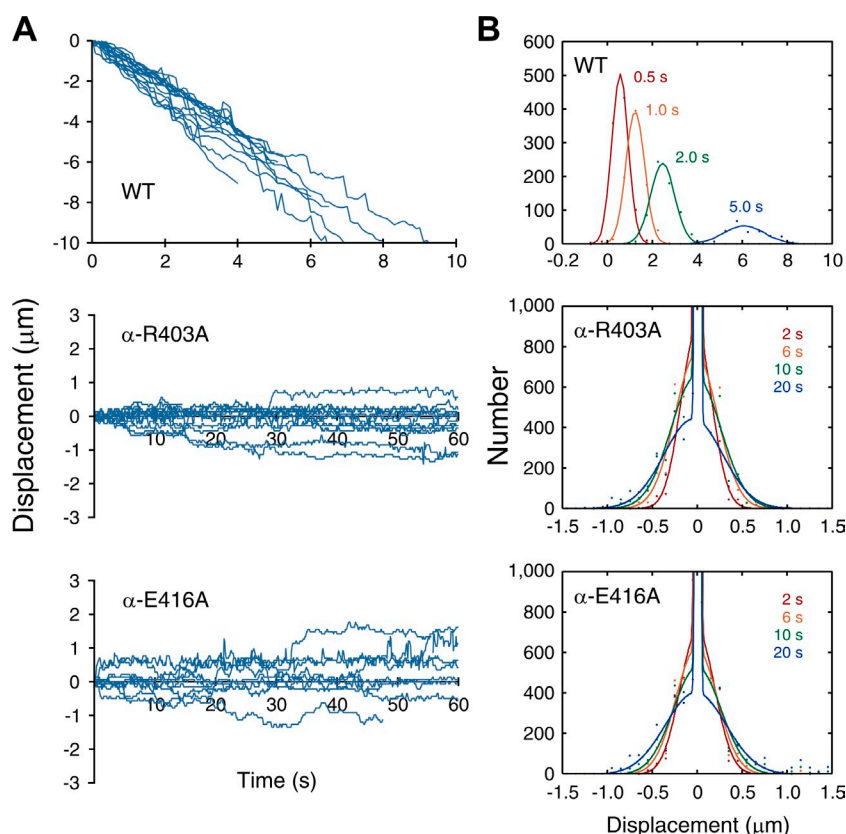 A
B
0
-2
-4
-6
-8
-10
WT
0 2 4 6 8 10
600
500
400
300
200
100
0
WT
0.5 s
1.0 s
2.0 s
5.0 s
-0.2 0 2 4 6 8 10
Displacement (μm)
3
2
1
0
-1
-2
-3
α-R403A
10 20 30 40 50 60
Number
1,000
800
600
400
200
0
α-R403A
2 s
6 s
10 s
20 s
-1.5 -1.0 -0.5 0 0.5 1.0 1.5
3
2
1
0
-1
-2
-3
α-E416A
10 20 30 40 50 60
Time (s)
1,000
800
600
400
200
0
α-E416A
2 s
6 s
10 s
20 s
-1.5 -1.0 -0.5 0 0.5 1.0 1.5
Displacement (μm)